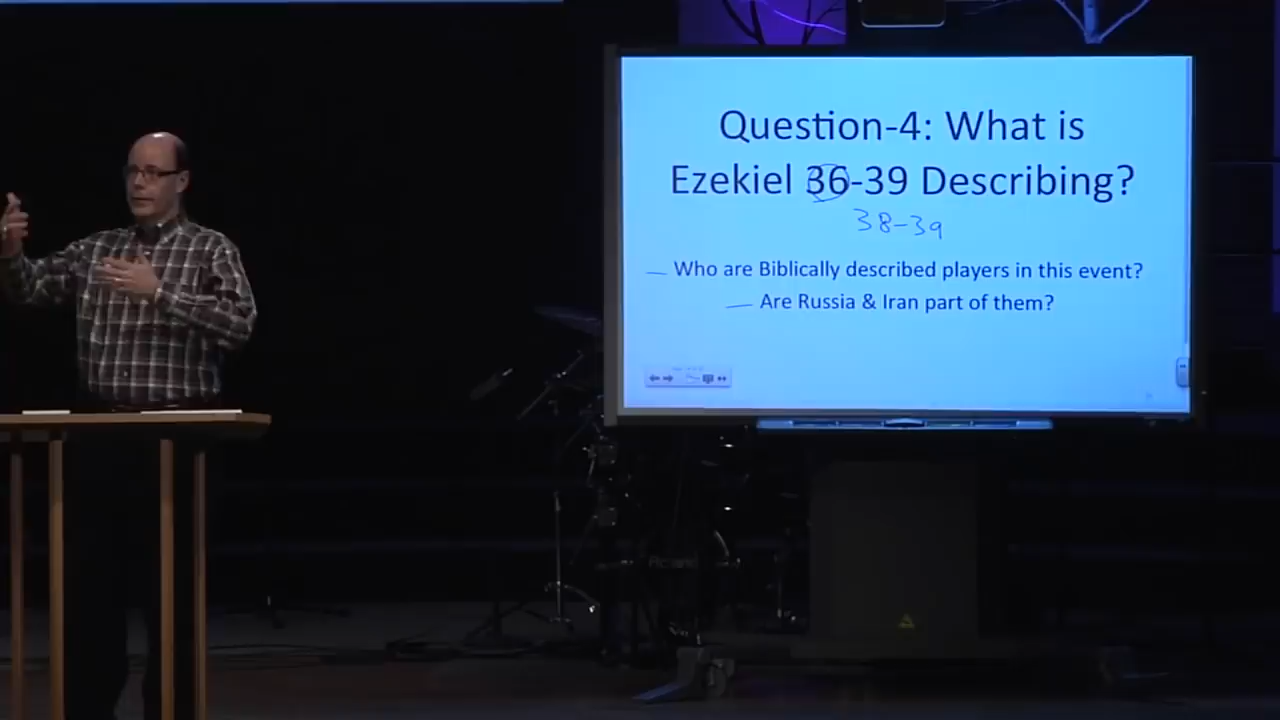 Question-4: What is
Ezekiel 36-39 Describing?
38-39
Who are Biblically described players in this event?
Are Russia & Iran part of them?
Roland